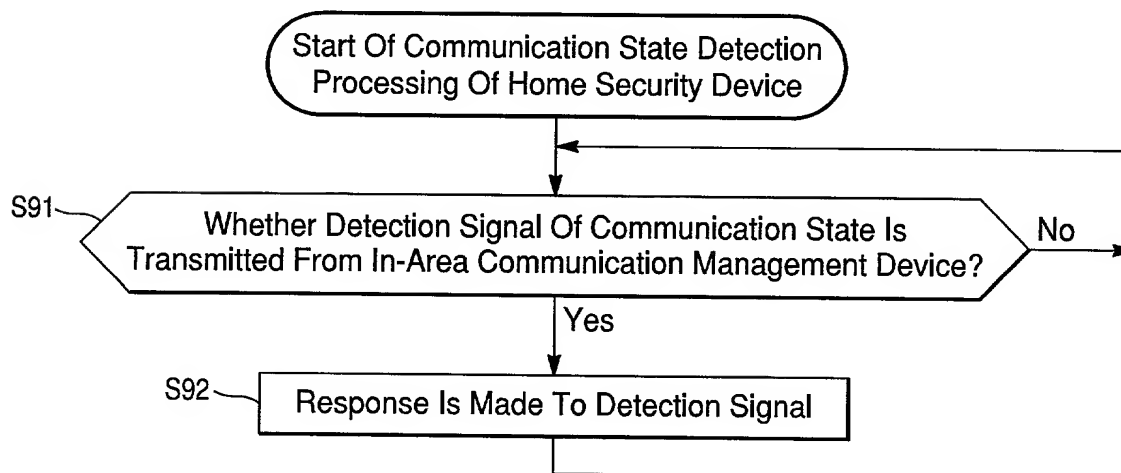 Start Of Communication State Detection
Processing Of Home Security Device
S91
Whether Detection Signal Of Communication State Is
Transmitted From In-Area Communication Management Device?
No
Yes
S92
Response Is Made To Detection Signal